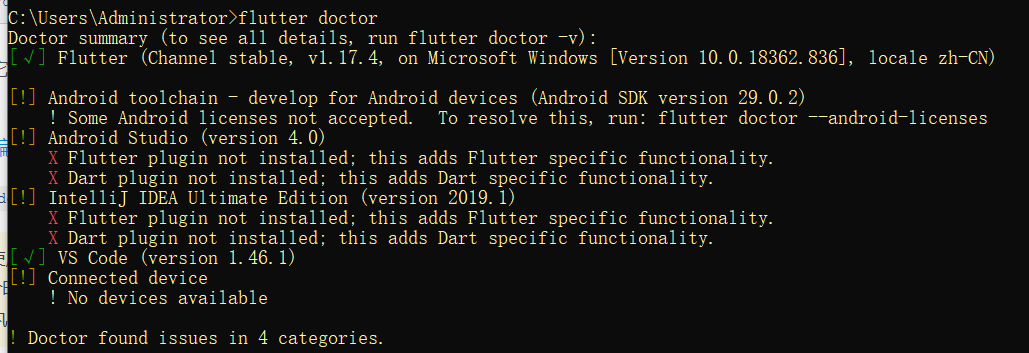 C:\Users\Administrator>flutter doctor
Doctor summary (to see all details, run flutter doctor -v):
[√] Flutter (Channel stable, v1.17.4, on Microsoft Windows [Version 10.0.18362.836], locale zh-CN)
[!] Android toolchain - develop for Android devices (Android SDK version 29.0.2)
! Some Android licenses not accepted.  To resolve this, run: flutter doctor --android-licenses
[!] Android Studio (version 4.0)
X Flutter plugin not installed; this adds Flutter specific functionality.
X Dart plugin not installed; this adds Dart specific functionality.
[!] IntelliJ IDEA Ultimate Edition (version 2019.1)
X Flutter plugin not installed; this adds Flutter specific functionality.
X Dart plugin not installed; this adds Dart specific functionality.
[√] VS Code (version 1.46.1)
[!] Connected device
! No devices available
! Doctor found issues in 4 categories.